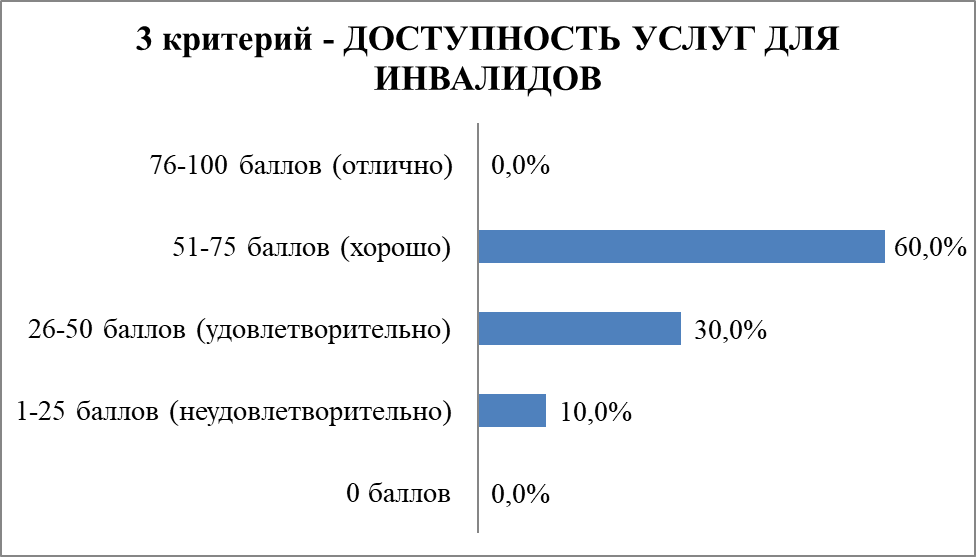 3 критерий - ДОСТУПНОСТЬ УСЛУГ ДЛЯ
ИНВАЛИДОВ
76-100 баллов (отлично) 0,0%
51-75 баллов (хорошо) 60,0%
26-50 баллов (удовлетворительно) 30,0%
1-25 баллов (неудовлетворительно) 10,0%
0 баллов 0,0%